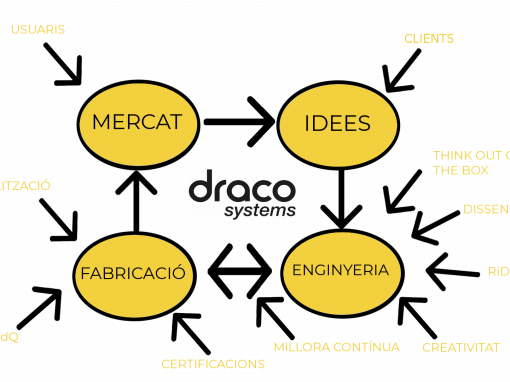 USUARIS
CLIENTS
MERCAT
IDEES
THINK OUT O
THE BOX
LITZACIÓ
draco
systems
DISSEN
FABRICACIÓ
ENGINYERIA
RiD
dQ
MILLORA CONTÍNUA
CREATIVITAT
CERTIFICACIONS